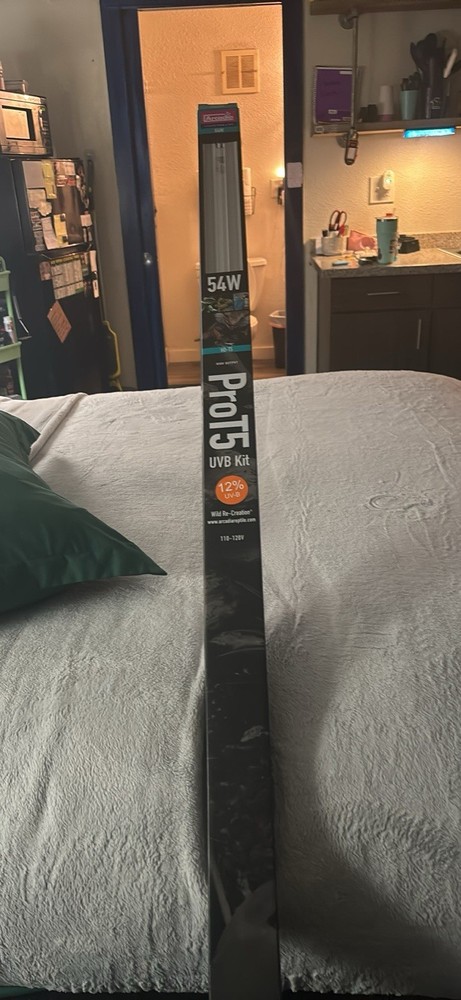 Arcadia
54W
ProT5
UVB Kit
12%
UV-B
Wild Re-Creation
www.arcadiareptile.com
110-120V